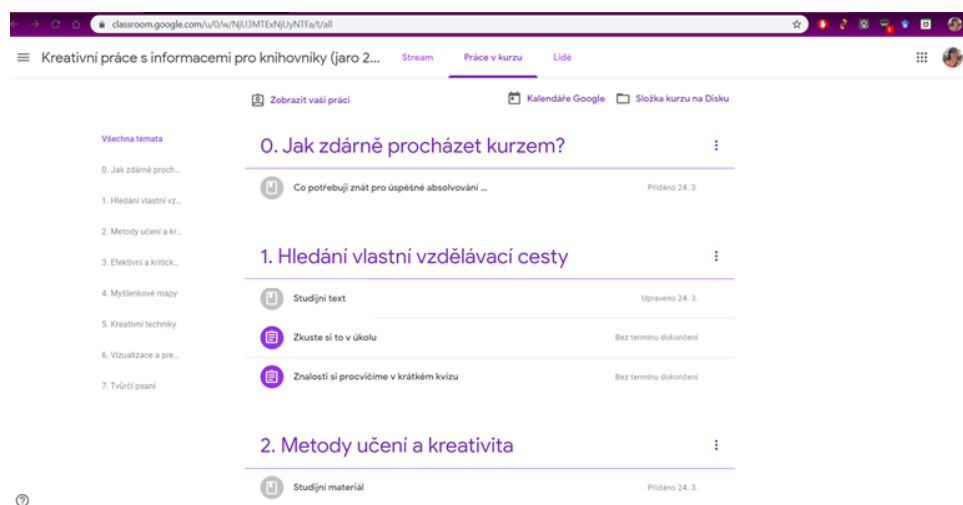 classroom.google.com/u/0/w/NjU3MTExNjUyNTFa/t/all
Kreativní práce s informacemi pro knihovníky (jaro 2...
Stream
Práce v kurzu
Lidé
Zobrazit vaši práci
Kalendáře Google
Složka kurzu na Disku
Všechna témata
0. Jak zdárně proch...
1. Hledání vlastní vz...
2. Metody učení a kr...
3. Efektivní a kritick...
4. Myšlenkové mapy
5. Kreativní techniky
6. Vizualizace a pre...
7. Tvůrčí psaní
0. Jak zdárně procházet kurzem?
Co potřebuji znát pro úspěšné absolvování ...
Přidáno 24. 3.
1. Hledání vlastní vzdělávací cesty
Studijní text
Upraveno 24. 3.
Zkuste si to v úkolu
Bez termínu dokončení
Znalosti si procvičíme v krátkém kvízu
Bez termínu dokončení
2. Metody učení a kreativita
Studijní materiál
Přidáno 24. 3.